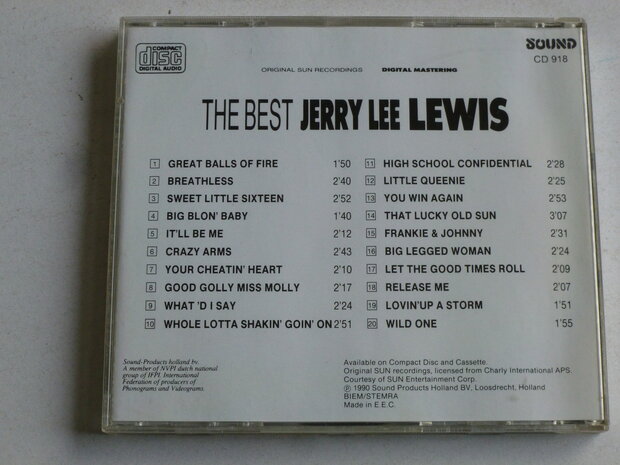 COMPACT
disc
DIGITAL AUDIO
ORIGINAL SUN RECORDINGS DIGITAL MASTERING
SOUND
CD 918
THE BEST JERRY LEE LEWIS
1 GREAT BALLS OF FIRE 1'50
2 BREATHLESS 2'40
3 SWEET LITTLE SIXTEEN 2'52
4 BIG BLON' BABY 1'40
5 IT'LL BE ME 2'12
6 CRAZY ARMS 2'43
7 YOUR CHEATIN' HEART 2'10
8 GOOD GOLLY MISS MOLLY 2'17
9 WHAT 'D I SAY 2'24
10 WHOLE LOTTA SHAKIN' GOIN' ON 2'51
11 HIGH SCHOOL CONFIDENTIAL 2'28
12 LITTLE QUEENIE 2'25
13 YOU WIN AGAIN 2'53
14 THAT LUCKY OLD SUN 3'07
15 FRANKIE & JOHNNY 2'31
16 BIG LEGGED WOMAN 2'24
17 LET THE GOOD TIMES ROLL 2'09
18 RELEASE ME 2'07
19 LOVIN'UP A STORM 1'51
20 WILD ONE 1'55
Sound-Products holland bv.
A member of NVPI dutch national
group of IFPI. International
Federation of producers of
Phonograms and Videograms.
Available on Compact Disc and Cassette.
Original SUN recordings, licensed from Charly International APS.
Courtesy of SUN Entertainment Corp.
℗ 1990 Sound Products Holland BV, Loosdrecht, Holland
BIEM/STEMRA
Made in E.E.C.